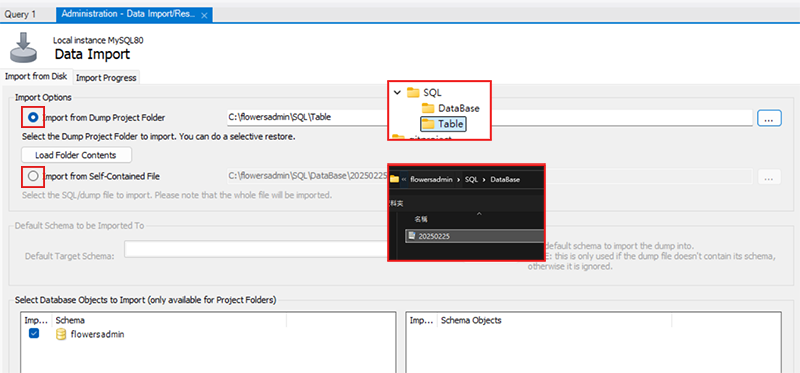 Query 1
Administration - Data Import/Res... ×
Local instance MySQL80
Data Import
Import from Disk
Import Progress
Import Options
Import from Dump Project Folder
C:\flowersadmin\SQL\Table
...
Select the Dump Project Folder to import. You can do a selective restore.
Load Folder Contents
Import from Self-Contained File
C:\flowersadmin\SQL\DataBase\20250225
...
Select the SQL/dump file to import. Please note that the whole file will be imported.
SQL
DataBase
Table
flowersadmin > SQL > DataBase
料夾
名稱
20250225
Default Schema to be Imported To
Default Target Schema:
default schema to import the dump into.
E: this is only used if the dump file doesn't contain its schema,
otherwise it is ignored.
Select Database Objects to Import (only available for Project Folders)
Imp... Schema
flowersadmin
Imp... Schema Objects